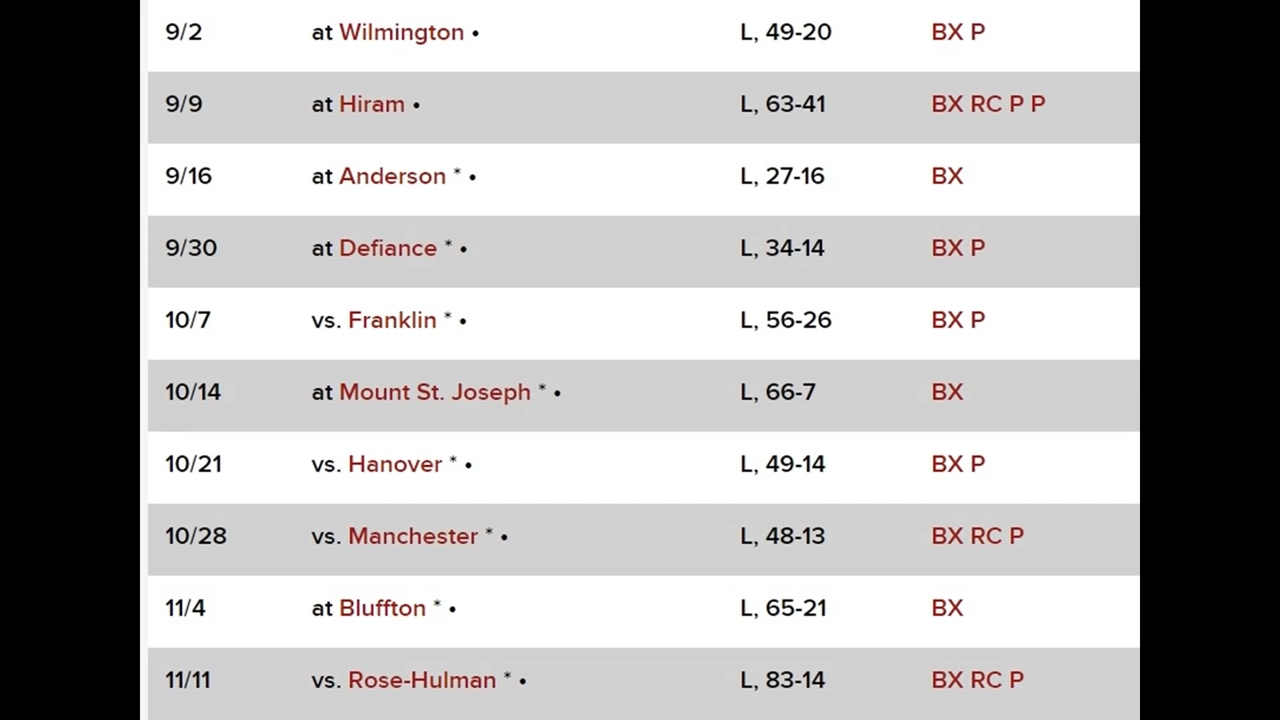 9/2 at Wilmington • L, 49-20 BX P
9/9 at Hiram • L, 63-41 BX RC P P
9/16 at Anderson * • L, 27-16 BX
9/30 at Defiance * • L, 34-14 BX P
10/7 vs. Franklin * • L, 56-26 BX P
10/14 at Mount St. Joseph * • L, 66-7 BX
10/21 vs. Hanover * • L, 49-14 BX P
10/28 vs. Manchester * • L, 48-13 BX RC P
11/4 at Bluffton * • L, 65-21 BX
11/11 vs. Rose-Hulman * • L, 83-14 BX RC P